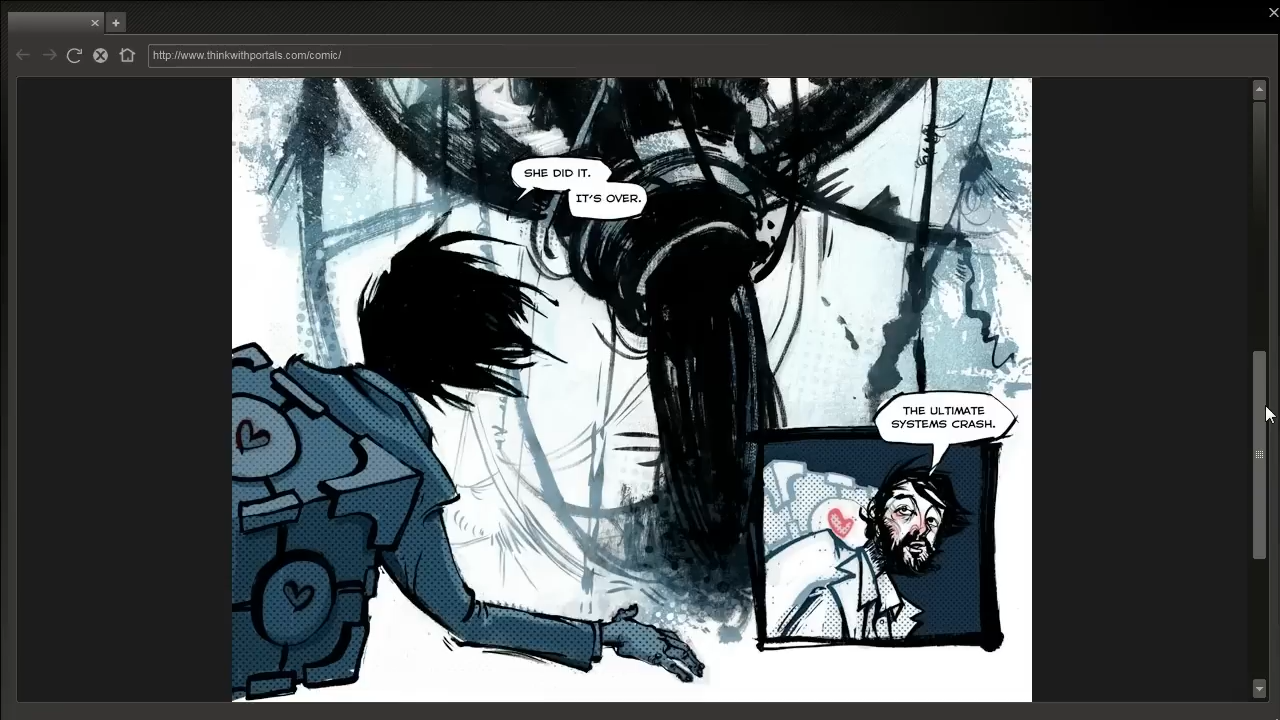 http://www.thinkwithportals.com/comic/
SHE DID IT.
IT'S OVER.
THE ULTIMATE
SYSTEMS CRASH.